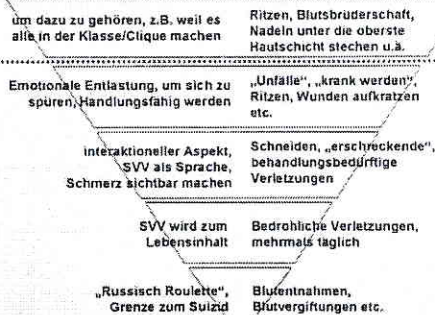 um dazu zu gehören, z.B. weil es
alle in der Klasse/Clique machen
Ritzen, Blutsbrüderschaft,
Nadeln unter die oberste
Hautschicht stechen u.ä.
Emotionale Entlastung, um sich zu
spüren, Handlungsfähig werden
„Unfälle“, „krank werden“,
Ritzen, Wunden aufkratzen
etc.
interaktioneller Aspekt,
SVV als Sprache,
Schmerz sichtbar machen
Schneiden, „erschreckende“,
behandlungsbedürftige
Verletzungen
SVV wird zum
Lebensinhalt
Bedrohliche Verletzungen,
mehrmals täglich
„Russisch Roulette“,
Grenze zum Suizid
Blutentnahmen,
Blutvergiftungen etc.